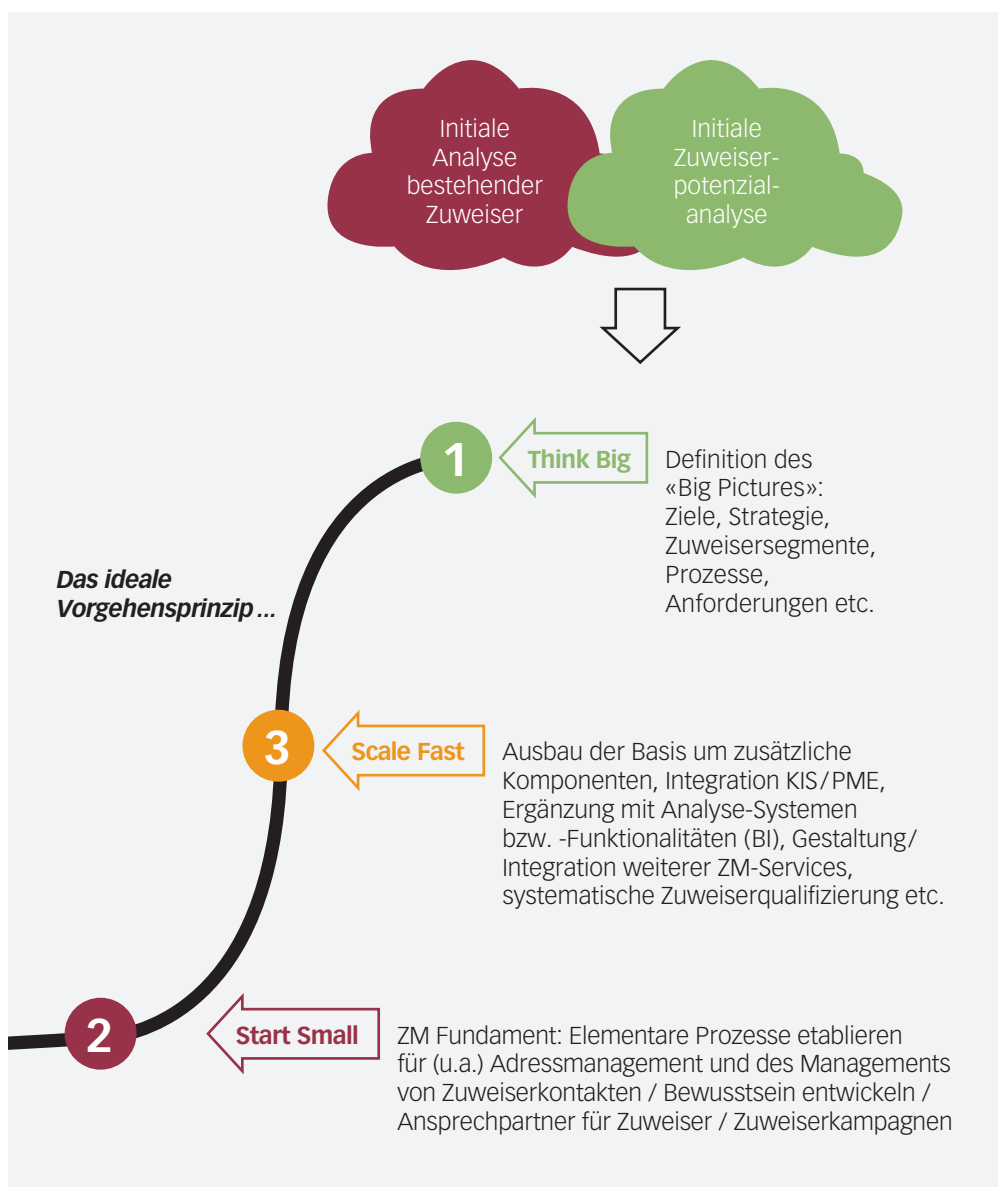 Initiale
Analyse
bestehender
Zuweiser
Initiale
Zuweiser-
potenzial-
analyse
1
Think Big
Definition des
«Big Pictures»:
Ziele, Strategie,
Zuweisersegmente,
Prozesse,
Anforderungen etc.
Das ideale
Vorgehensprinzip ...
3
Scale Fast
Ausbau der Basis um zusätzliche
Komponenten, Integration KIS/PME,
Ergänzung mit Analyse-Systemen
bzw. -Funktionalitäten (BI), Gestaltung/
Integration weiterer ZM-Services,
systematische Zuweiserqualifizierung etc.
2
Start Small
ZM Fundament: Elementare Prozesse etablieren
für (u.a.) Adressmanagement und des Managements
von Zuweiserkontakten / Bewusstsein entwickeln /
Ansprechpartner für Zuweiser / Zuweiserkampagnen